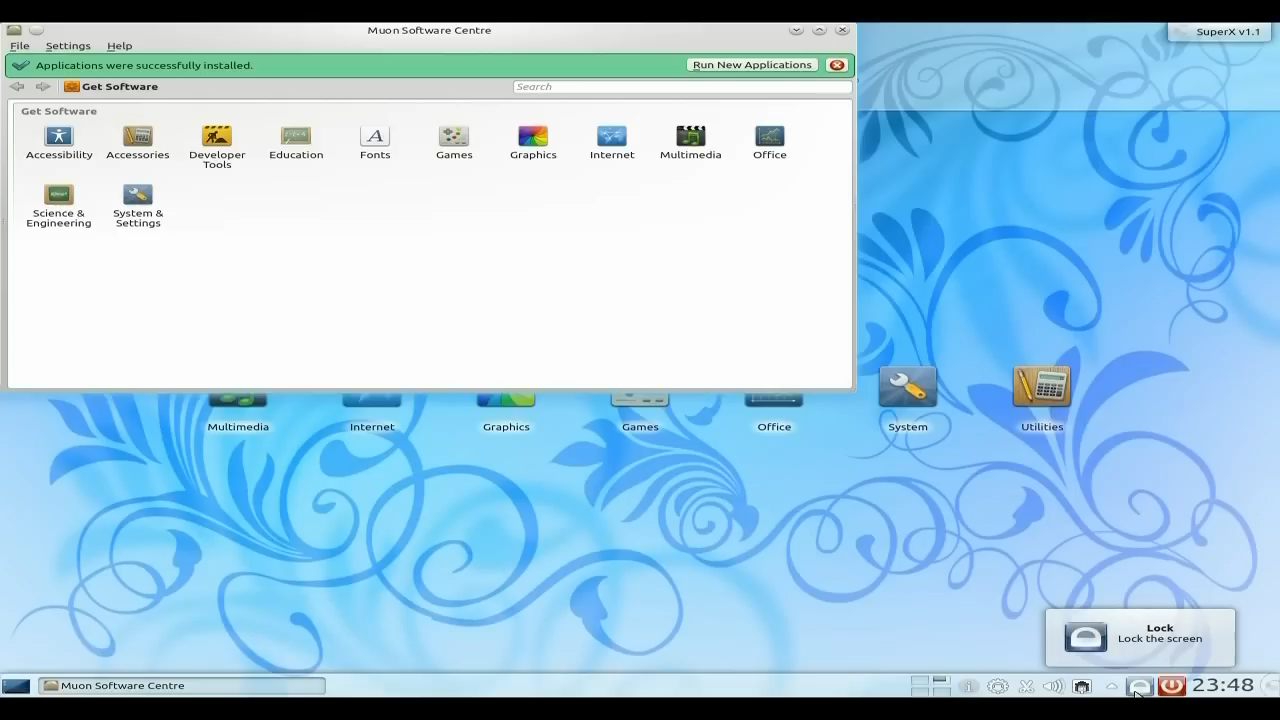 Muon Software Centre
SuperX v1.1
File Settings Help
Applications were successfully installed.
Run New Applications
Get Software
Search
Get Software
Accessibility
Accessories
Developer
Tools
Education
Fonts
Games
Graphics
Internet
Multimedia
Office
Science &
Engineering
System &
Settings
Multimedia
Internet
Graphics
Games
Office
System
Utilities
Lock
Lock the screen
Muon Software Centre
23:48